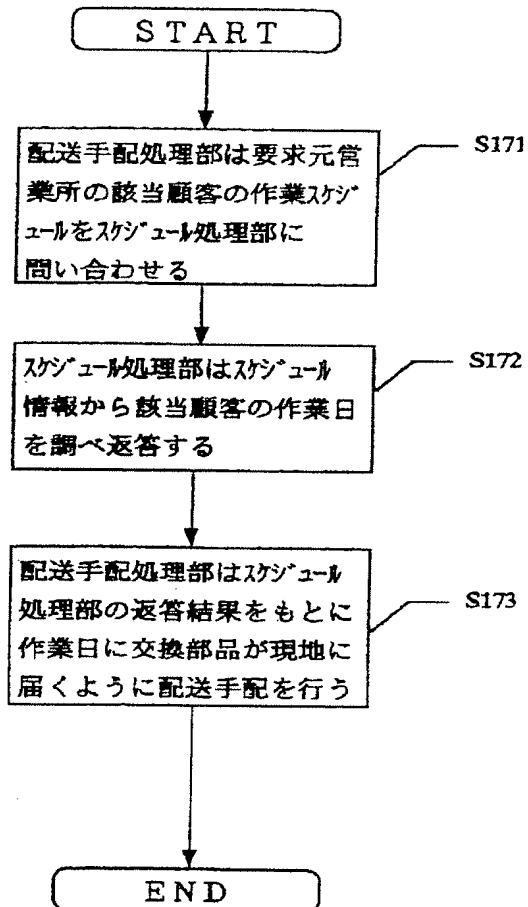 START
配送手配処理部は要求元営
業所の該当顧客の作業ｽｹｼﾞ
ｭｰﾙをｽｹｼﾞｭｰﾙ処理部に
問い合わせる
S171
ｽｹｼﾞｭｰﾙ処理部はｽｹｼﾞｭｰﾙ
情報から該当顧客の作業日
を調べ返答する
S172
配送手配処理部はｽｹｼﾞｭｰﾙ
処理部の返答結果をもとに
作業日に交換部品が現地に
届くように配送手配を行う
S173
END